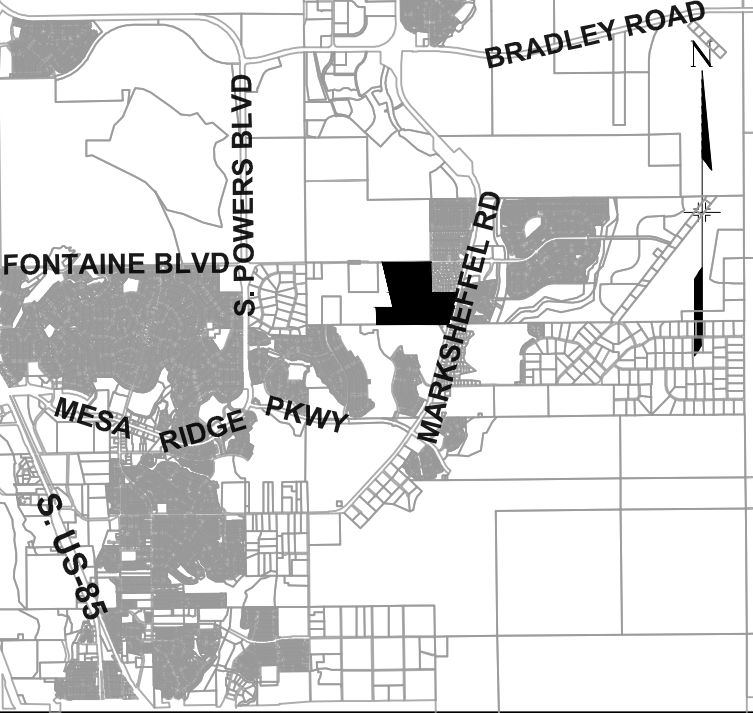 BRADLEY ROAD
N
S. POWERS BLVD
MARKSHEFFEL RD
FONTAINE BLVD
MESA RIDGE PKWY
S. US-85